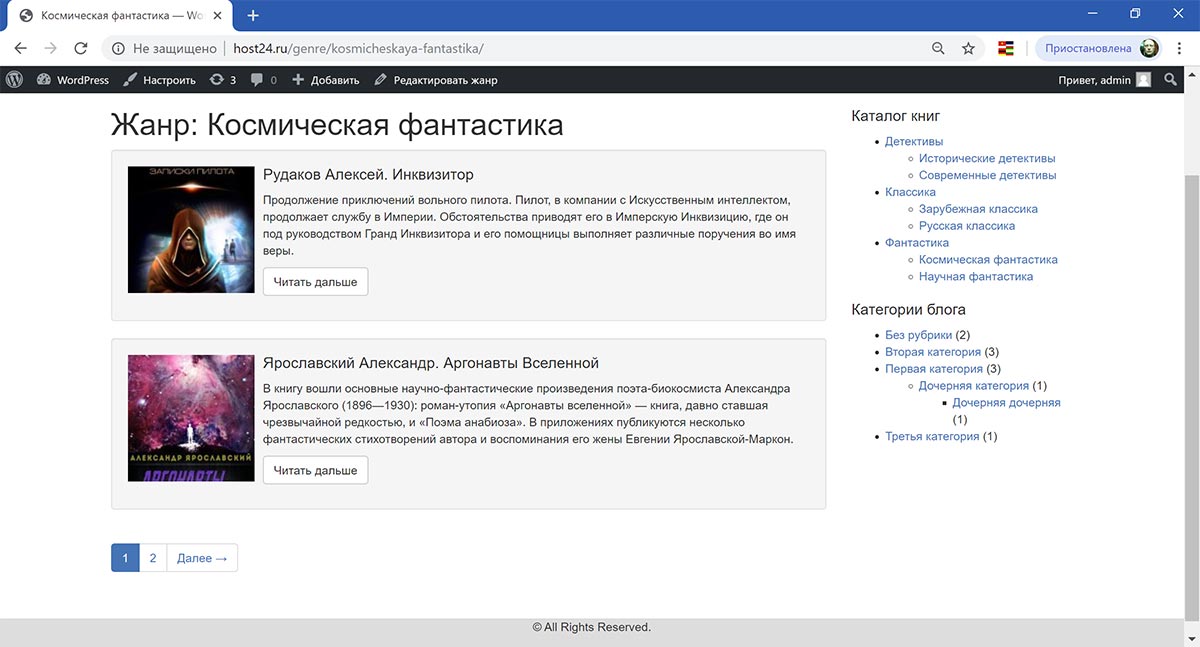 Космическая фантастика — Wo
Не защищено
host24.ru/genre/kosmicheskaya-fantastika/
Приостановлена
WordPress
Настроить
3
0
Добавить
Редактировать жанр
Привет, admin
Жанр: Космическая фантастика
ЗАПИСКИ ПИЛОТА
Рудаков Алексей. Инквизитор
Продолжение приключений вольного пилота. Пилот, в компании с Искусственным интеллектом,
продолжает службу в Империи. Обстоятельства приводят его в Имперскую Инквизицию, где он
под руководством Гранд Инквизитора и его помощницы выполняет различные поручения во имя
веры.
Читать дальше
АЛЕКСАНДР ЯРОСЛАВСКИЙ
АРГОНАВТЫ
Ярославский Александр. Аргонавты Вселенной
В книгу вошли основные научно-фантастические произведения поэта-биокосмиста Александра
Ярославского (1896—1930): роман-утопия «Аргонавты вселенной» — книга, давно ставшая
чрезвычайной редкостью, и «Поэма анабиоза». В приложениях публикуются несколько
фантастических стихотворений автора и воспоминания его жены Евгении Ярославской-Маркон.
Читать дальше
1
2
Далее →
Каталог книг
Детективы
Исторические детективы
Современные детективы
Классика
Зарубежная классика
Русская классика
Фантастика
Космическая фантастика
Научная фантастика
Категории блога
Без рубрики (2)
Вторая категория (3)
Первая категория (3)
Дочерняя категория (1)
Дочерняя дочерняя
(1)
Третья категория (1)
© All Rights Reserved.